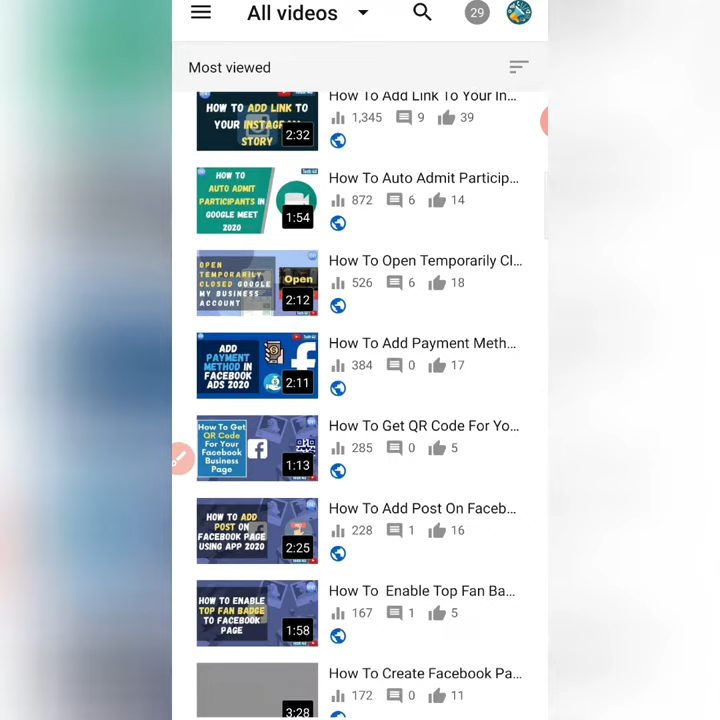 All videos
29
Most viewed
HOW TO ADD LINK TO
YOUR INSTAGRAM
STORY
2:32
How To Add Link To Your In...
1,345 9 39
HOW TO
AUTO ADMIT
PARTICIPANTS IN
GOOGLE MEET
2020
1:54
How To Auto Admit Particip...
872 6 14
OPEN
TEMPORARILY
CLOSED GOOGLE
MY BUSINESS
ACCOUNT
Open
2:12
How To Open Temporarily Cl...
526 6 18
ADD
PAYMENT
METHOD IN
FACEBOOK
ADS 2020
2:11
How To Add Payment Meth...
384 0 17
How To Get
QR Code
For Your
Facebook
Business
Page
1:13
How To Get QR Code For Yo...
285 0 5
HOW TO ADD
POST ON
FACEBOOK PAGE
USING APP 2020
2:25
How To Add Post On Faceb...
228 1 16
HOW TO ENABLE
TOP FAN BADGE
TO FACEBOOK
PAGE
1:58
How To Enable Top Fan Ba...
167 1 5
3:28
How To Create Facebook Pa...
172 0 11